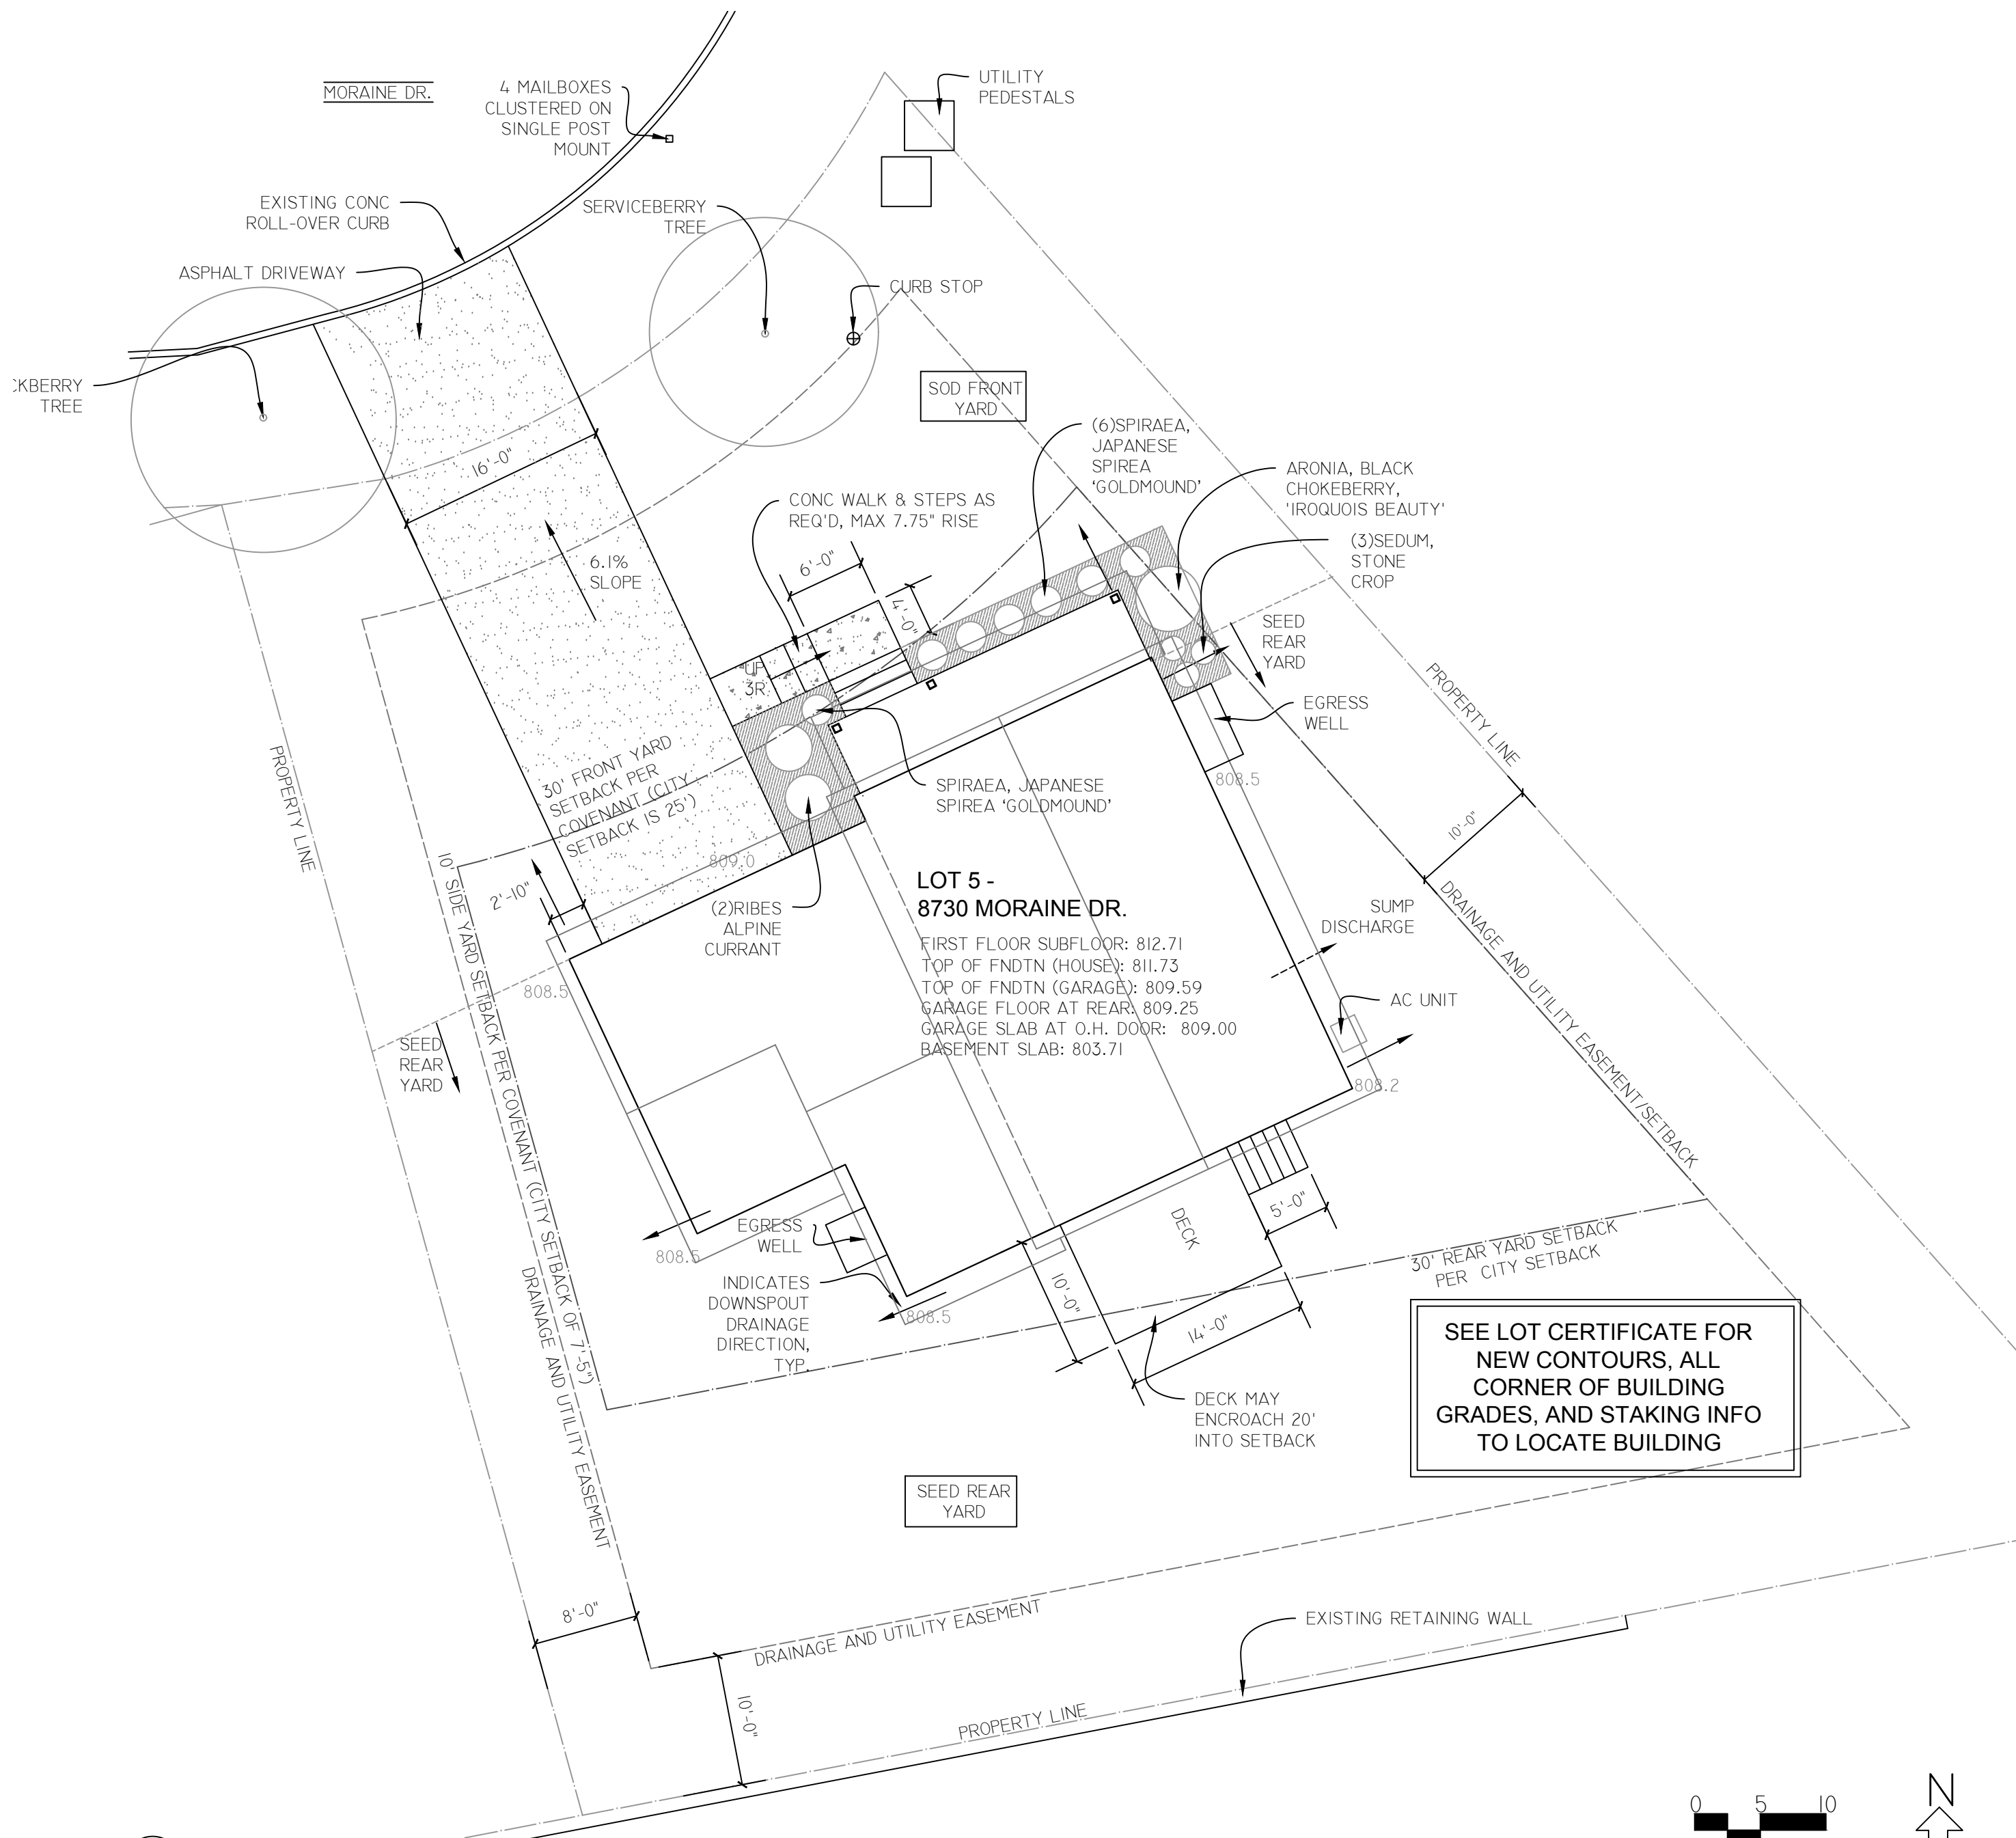 MORAINE DR.
4 MAILBOXES
CLUSTERED ON
SINGLE POST
MOUNT
UTILITY
PEDESTALS
EXISTING CONC
ROLL-OVER CURB
SERVICEBERRY
TREE
ASPHALT DRIVEWAY
CURB STOP
CKBERRY
TREE
SOD FRONT
YARD
(6)SPIRAEA,
JAPANESE
SPIREA
'GOLDMOUND'
ARONIA, BLACK
CHOKEBERRY,
'IROQUOIS BEAUTY'
16'-0"
CONC WALK & STEPS AS
REQ'D, MAX 7.75" RISE
(3)SEDUM,
STONE
CROP
6.1%
SLOPE
6'-0"
4'-0"
SEED
REAR
YARD
UP
3R
PROPERTY LINE
EGRESS
WELL
808.5
PROPERTY LINE
30' FRONT YARD
SETBACK PER
COVENANT (CITY
SETBACK IS 25')
SPIRAEA, JAPANESE
SPIREA 'GOLDMOUND'
10'-0"
809.0
2'-10"
(2)RIBES
ALPINE
CURRANT
LOT 5 -
8730 MORAINE DR.
FIRST FLOOR SUBFLOOR: 812.71
TOP OF FNDTN (HOUSE): 811.73
TOP OF FNDTN (GARAGE): 809.59
GARAGE FLOOR AT REAR: 809.25
GARAGE SLAB AT O.H. DOOR: 809.00
BASEMENT SLAB: 803.71
SUMP
DISCHARGE
AC UNIT
808.5
SEED
REAR
YARD
10' SIDE YARD SETBACK PER COVENANT (CITY SETBACK OF 7'-5")
DRAINAGE AND UTILITY EASEMENT
DRAINAGE AND UTILITY EASEMENT/SETBACK
808.2
808.5
EGRESS
WELL
DECK
5'-0"
30' REAR YARD SETBACK
PER CITY SETBACK
INDICATES
DOWNSPOUT
DRAINAGE
DIRECTION,
TYP.
808.5
10'-0"
14'-0"
DECK MAY
ENCROACH 20'
INTO SETBACK
SEE LOT CERTIFICATE FOR
NEW CONTOURS, ALL
CORNER OF BUILDING
GRADES, AND STAKING INFO
TO LOCATE BUILDING
SEED REAR
YARD
8'-0"
DRAINAGE AND UTILITY EASEMENT
EXISTING RETAINING WALL
10'-0"
PROPERTY LINE
0 5 10
N